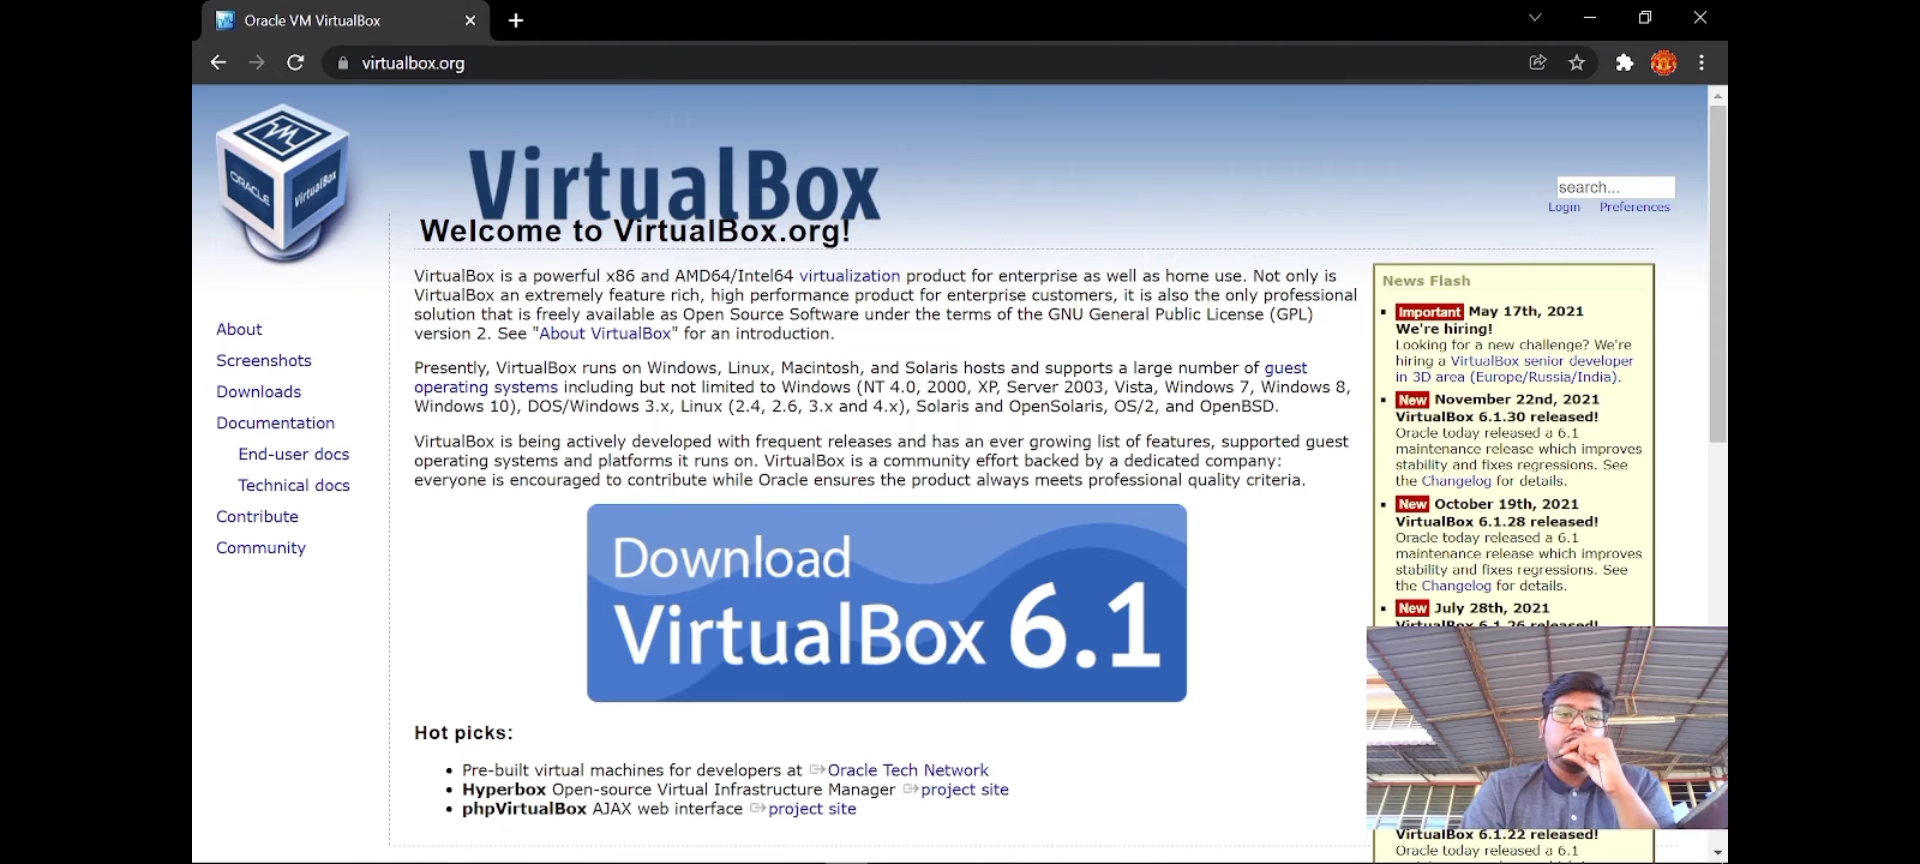 Oracle VM VirtualBox
virtualbox.org
ORACLE
VirtualBox
VirtualBox
search...
Login Preferences
Welcome to VirtualBox.org!
About
Screenshots
Downloads
Documentation
End-user docs
Technical docs
Contribute
Community
VirtualBox is a powerful x86 and AMD64/Intel64 virtualization product for enterprise as well as home use. Not only is
VirtualBox an extremely feature rich, high performance product for enterprise customers, it is also the only professional
solution that is freely available as Open Source Software under the terms of the GNU General Public License (GPL)
version 2. See "About VirtualBox" for an introduction.
Presently, VirtualBox runs on Windows, Linux, Macintosh, and Solaris hosts and supports a large number of guest
operating systems including but not limited to Windows (NT 4.0, 2000, XP, Server 2003, Vista, Windows 7, Windows 8,
Windows 10), DOS/Windows 3.x, Linux (2.4, 2.6, 3.x and 4.x), Solaris and OpenSolaris, OS/2, and OpenBSD.
VirtualBox is being actively developed with frequent releases and has an ever growing list of features, supported guest
operating systems and platforms it runs on. VirtualBox is a community effort backed by a dedicated company:
everyone is encouraged to contribute while Oracle ensures the product always meets professional quality criteria.
Download
VirtualBox 6.1
Hot picks:
Pre-built virtual machines for developers at Oracle Tech Network
Hyperbox Open-source Virtual Infrastructure Manager project site
phpVirtualBox AJAX web interface project site
News Flash
Important May 17th, 2021
We're hiring!
Looking for a new challenge? We're
hiring a VirtualBox senior developer
in 3D area (Europe/Russia/India).
New November 22nd, 2021
VirtualBox 6.1.30 released!
Oracle today released a 6.1
maintenance release which improves
stability and fixes regressions. See
the Changelog for details.
New October 19th, 2021
VirtualBox 6.1.28 released!
Oracle today released a 6.1
maintenance release which improves
stability and fixes regressions. See
the Changelog for details.
New July 28th, 2021
VirtualBox 6.1.26 released!
VirtualBox 6.1.22 released!
Oracle today released a 6.1